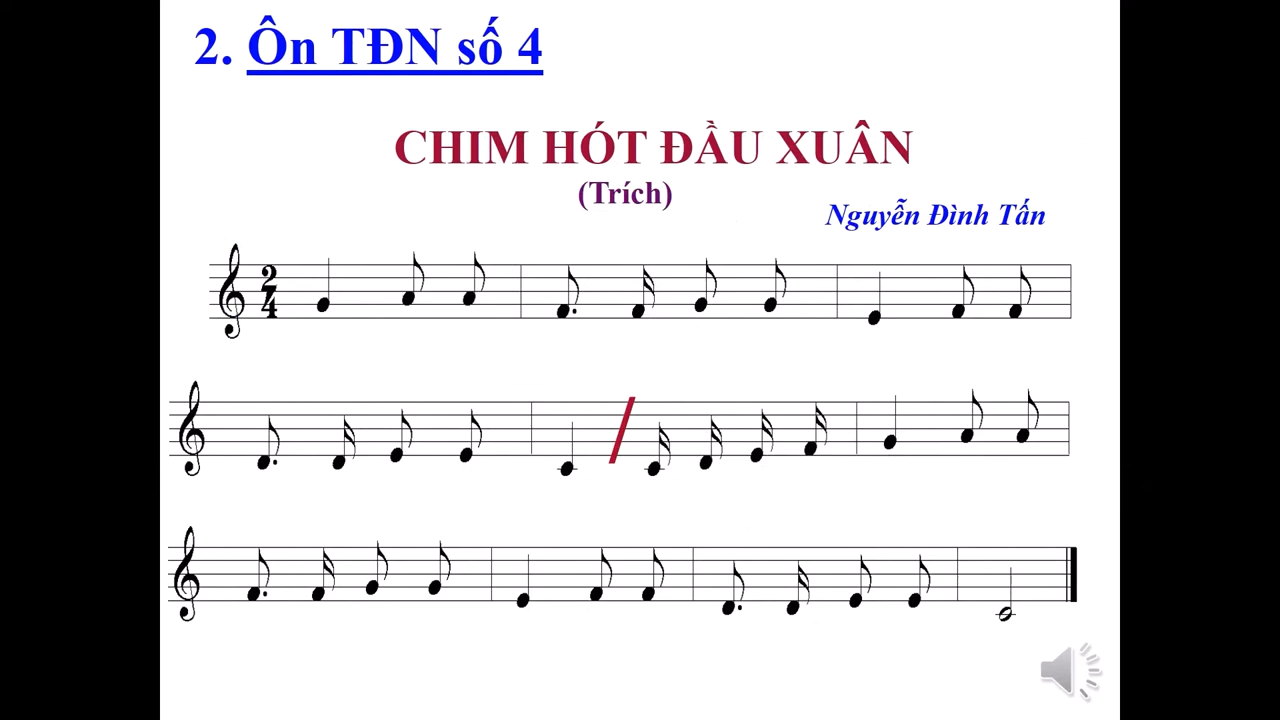 2. Ôn TĐN số 4
CHIM HÓT ĐẦU XUÂN
(Trích)
Nguyễn Đình Tấn
2
4